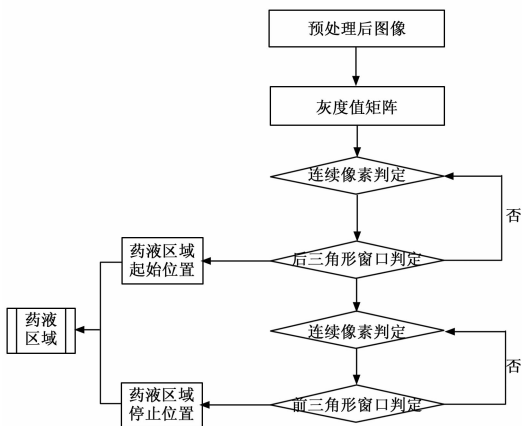 预处理后图像
灰度值矩阵
连续像素判定
否
后三角形窗口判定
药液区域
起始位置
药液
区域
连续像素判定
否
前三角形窗口判定
药液区域
停止位置